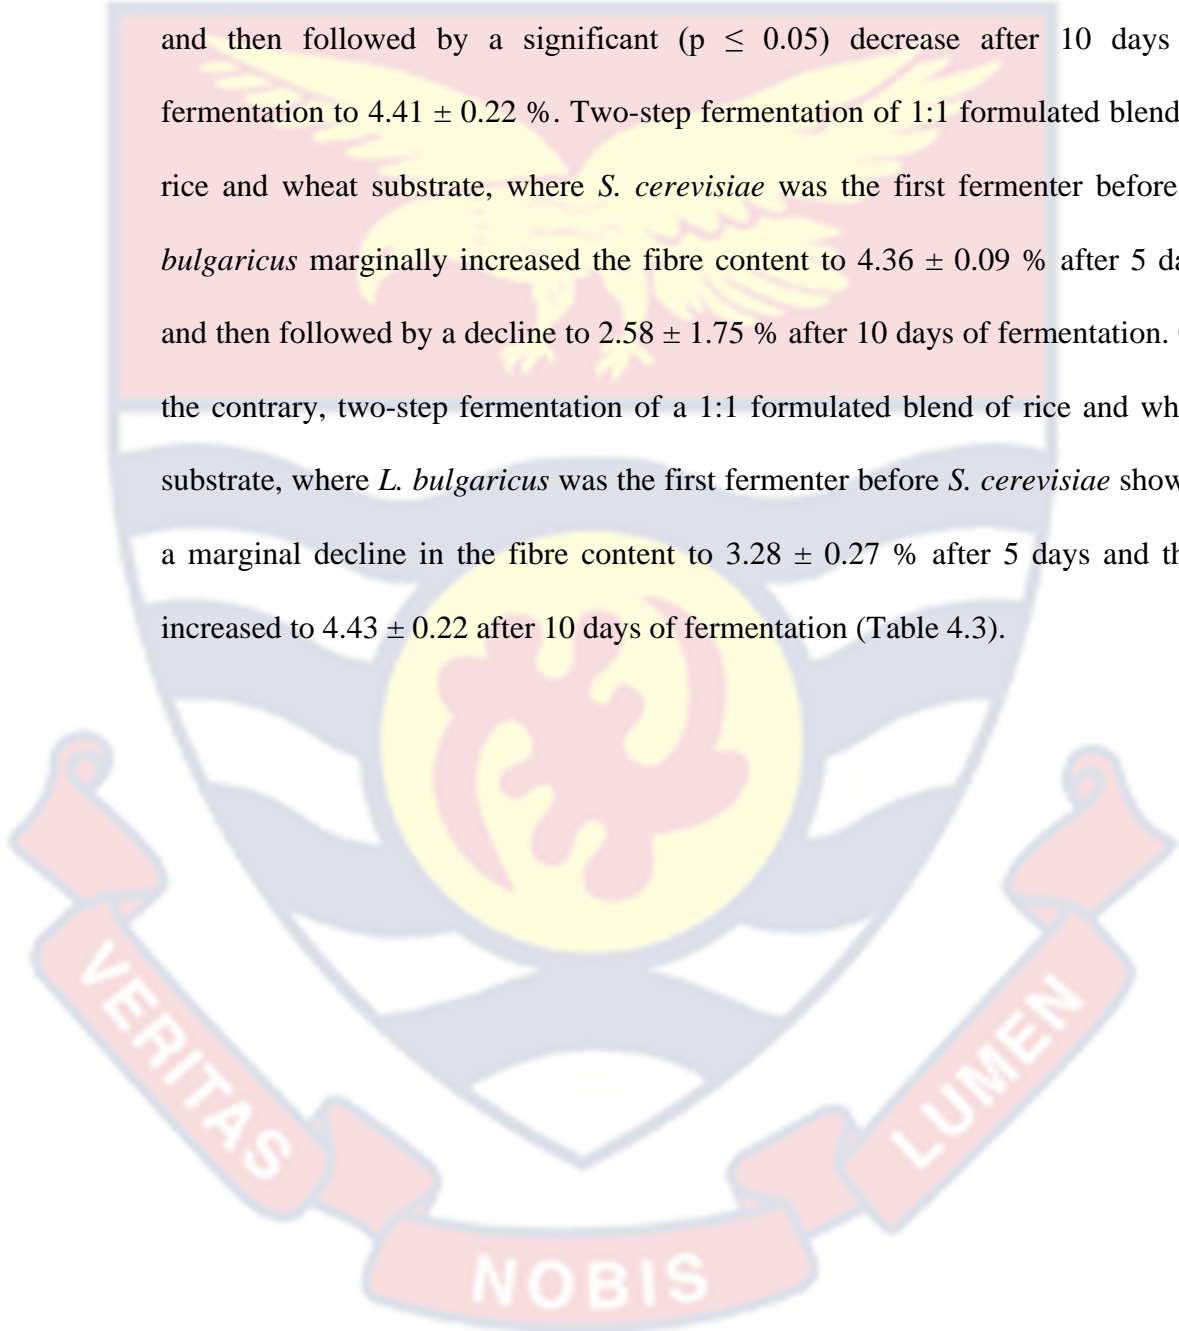 and then followed by a significant (p ≤ 0.05) decrease after 10 days
fermentation to 4.41 ± 0.22 %. Two-step fermentation of 1:1 formulated blend
rice and wheat substrate, where S. cerevisiae was the first fermenter before
bulgaricus marginally increased the fibre content to 4.36 ± 0.09 % after 5 da
and then followed by a decline to 2.58 ± 1.75 % after 10 days of fermentation.
the contrary, two-step fermentation of a 1:1 formulated blend of rice and wh
substrate, where L. bulgaricus was the first fermenter before S. cerevisiae show
a marginal decline in the fibre content to 3.28 ± 0.27 % after 5 days and th
increased to 4.43 ± 0.22 after 10 days of fermentation (Table 4.3).
VERITAS
NOBIS
LUMEN